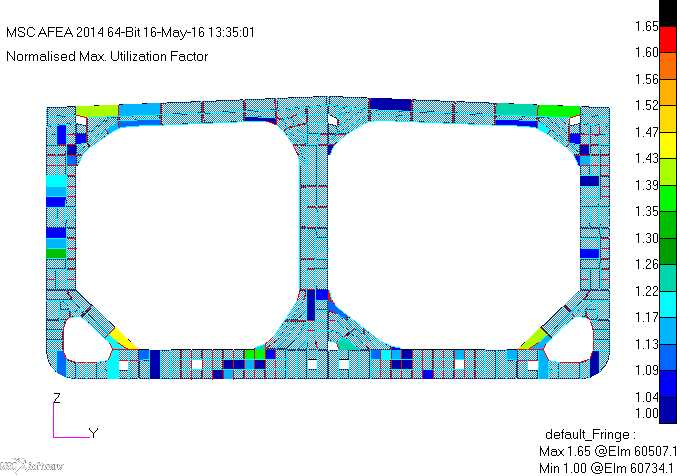 MSC AFEA 2014 64-Bit 16-May-16 13:35:01
Normalised Max. Utilization Factor
1.65
1.60
1.56
1.52
1.47
1.43
1.39
1.35
1.30
1.26
1.22
1.17
1.13
1.09
1.04
1.00
Z
Y
default_Fringe :
Max 1.65 @Elm 60507.1
Min 1.00 @Elm 60734.1
MSC Software